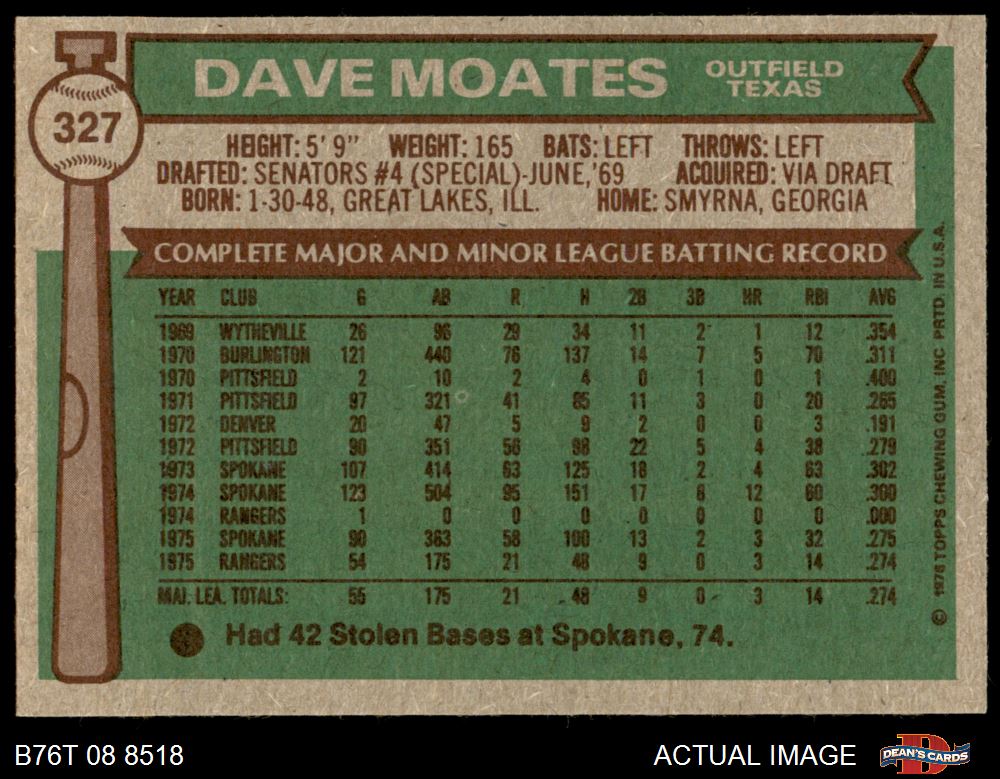 DAVE MOATES OUTFIELD TEXAS
327
HEIGHT: 5' 9" WEIGHT: 165 BATS: LEFT THROWS: LEFT
DRAFTED: SENATORS #4 (SPECIAL)-JUNE,'69 ACQUIRED: VIA DRAFT
BORN: 1-30-48, GREAT LAKES, ILL. HOME: SMYRNA, GEORGIA
COMPLETE MAJOR AND MINOR LEAGUE BATTING RECORD
YEAR CLUB G AB R H 2B 3B HR RBI AVG
1969 WYTHEVILLE 26 96 29 34 11 2 1 12 .354
1970 BURLINGTON 121 440 76 137 14 7 5 70 .311
1970 PITTSFIELD 2 10 2 4 0 1 0 1 .400
1971 PITTSFIELD 97 321 41 85 11 3 0 20 .265
1972 DENVER 20 47 5 9 2 0 0 3 .191
1972 PITTSFIELD 90 351 56 98 22 5 4 38 .279
1973 SPOKANE 107 414 63 125 18 2 4 63 .302
1974 SPOKANE 123 504 95 151 17 8 12 60 .300
1974 RANGERS 1 0 0 0 0 0 0 0 .000
1975 SPOKANE 90 363 58 100 13 2 3 32 .275
1975 RANGERS 54 175 21 48 9 0 3 14 .274
MAJ. LEA. TOTALS: 55 175 21 48 9 0 3 14 .274
Had 42 Stolen Bases at Spokane, 74.
© 1976 TOPPS CHEWING GUM, INC PRTD. IN U.S.A.
B76T 08 8518 ACTUAL IMAGE DEAN'S CARDS